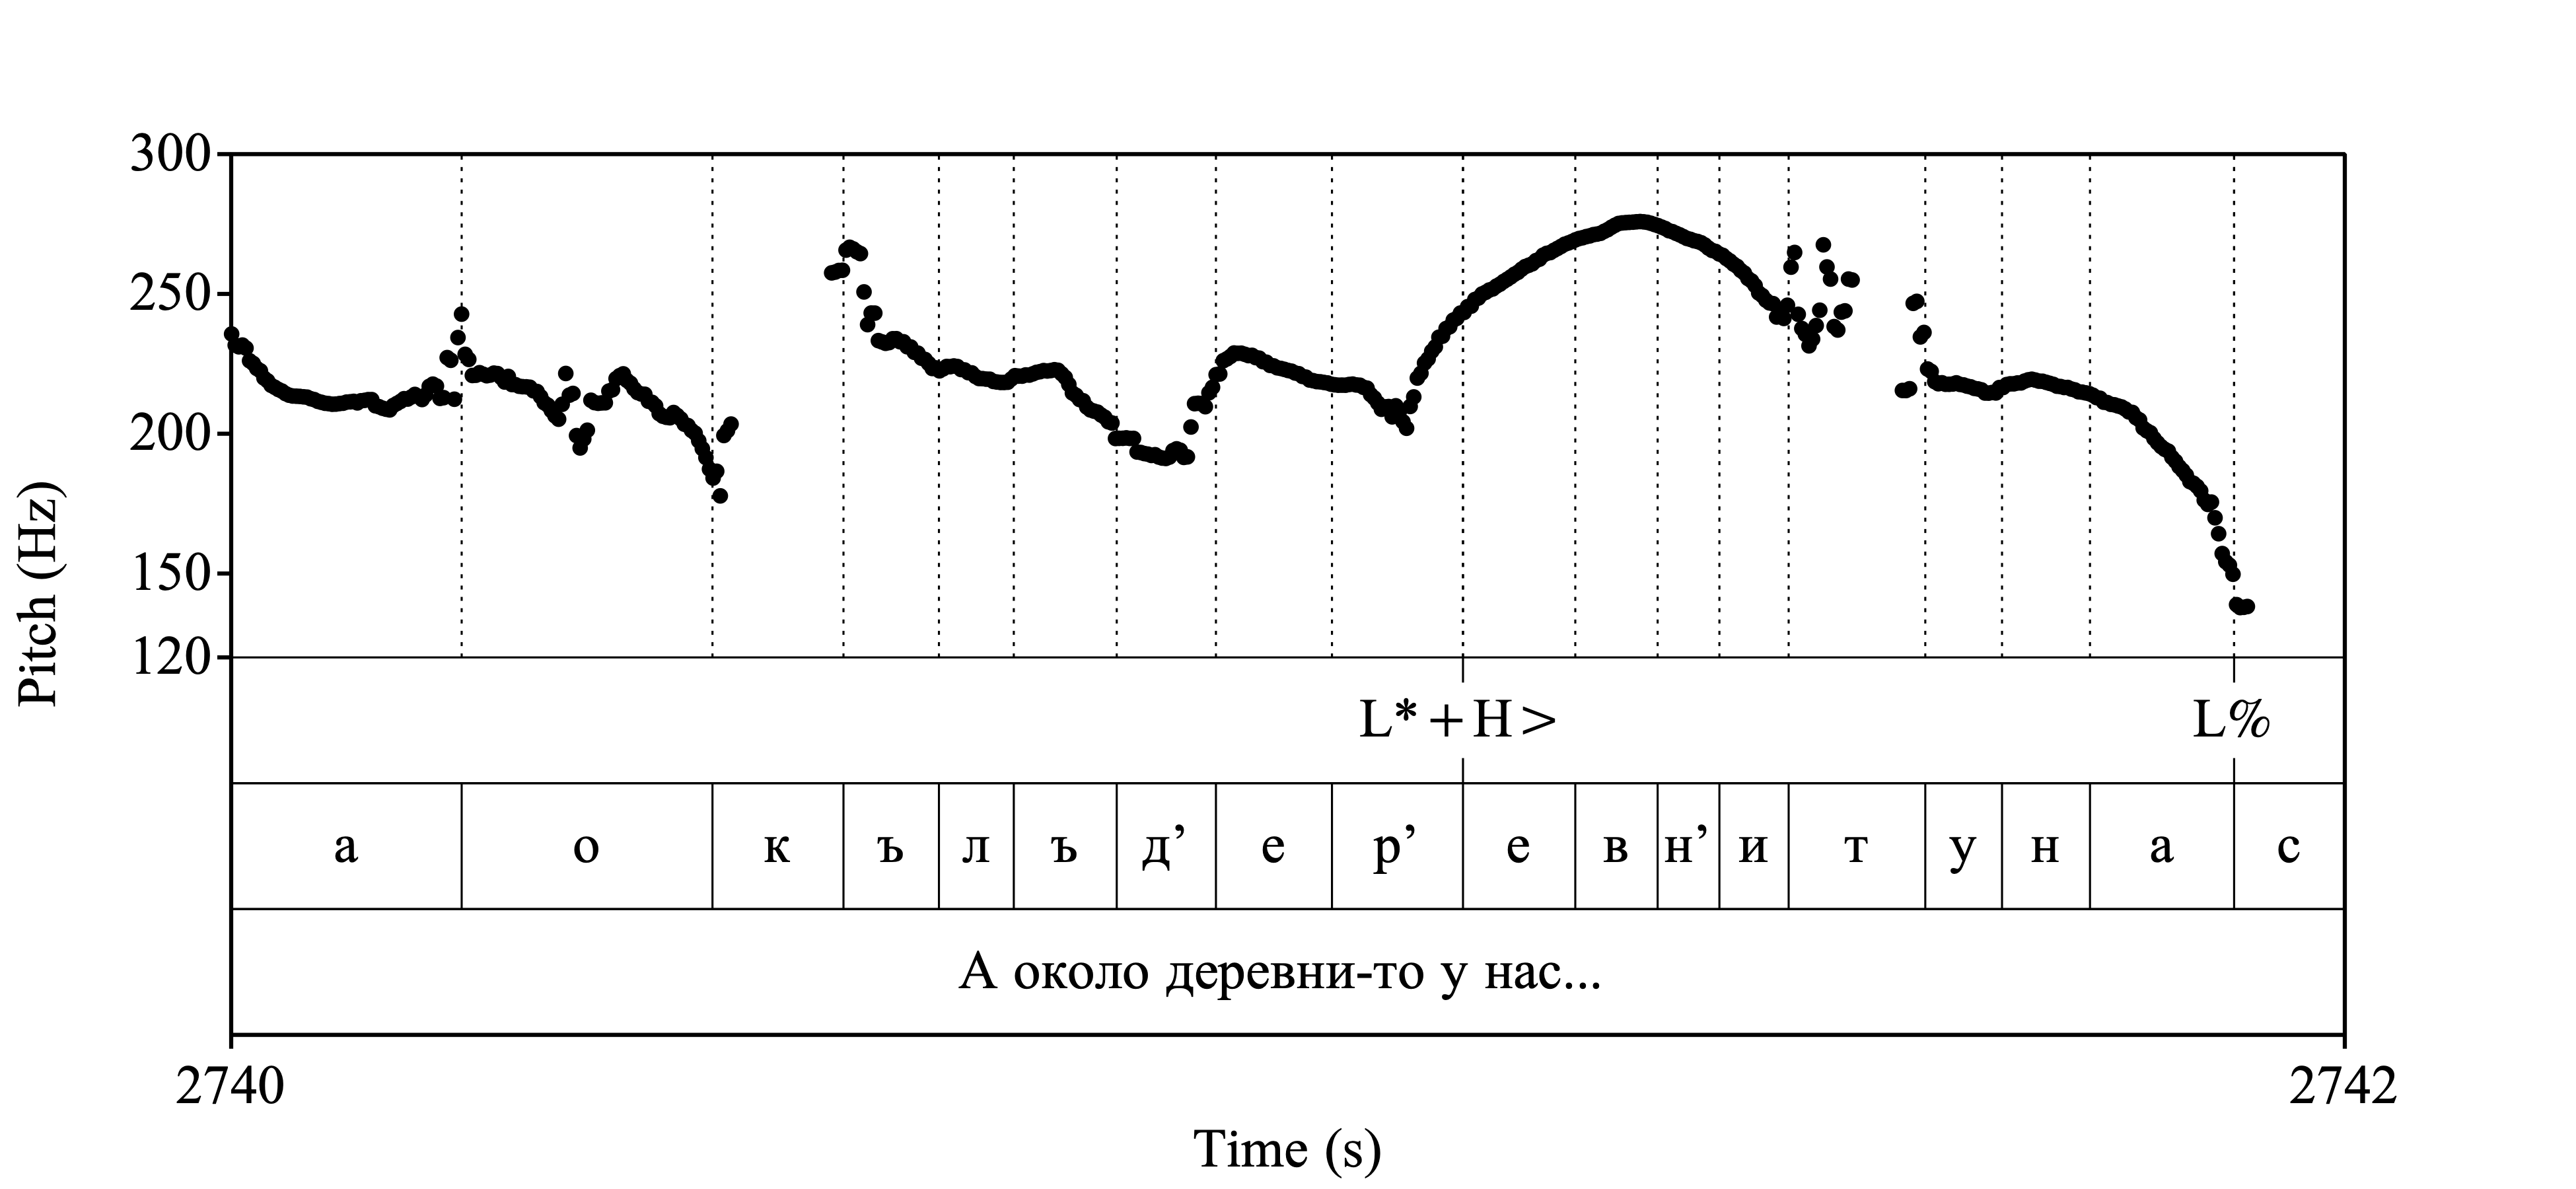 300
250
200
150
120
Pitch (Hz)
L*+H> L%
а о к ъ л ъ д’ е р’ е в н’ и т у н а с
А около деревни-то у нас...
2740 2742
Time (s)